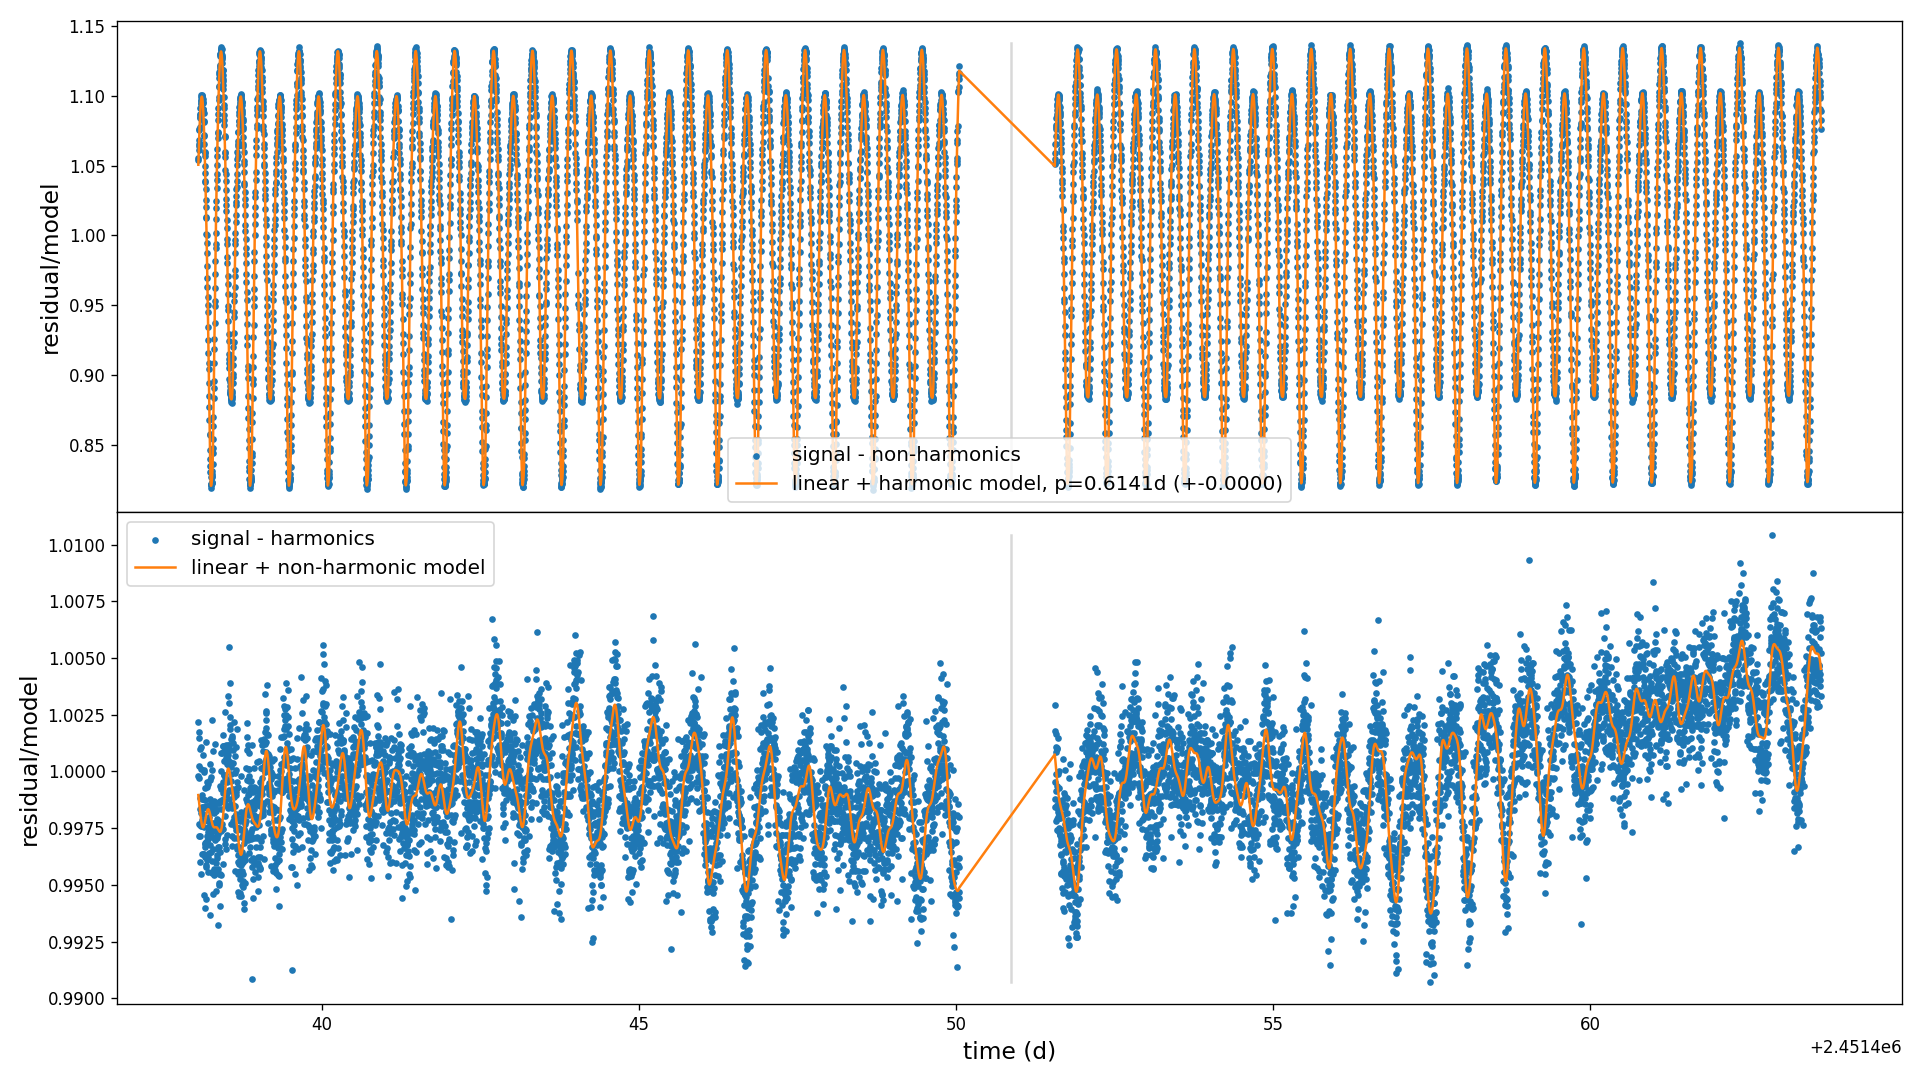 1.15
1.10
1.05
1.00
0.95
0.90
0.85
residual/model
signal - non-harmonics
linear + harmonic model, p=0.6141d (+-0.0000)
signal - harmonics
linear + non-harmonic model
1.0100
1.0075
1.0050
1.0025
1.0000
0.9975
0.9950
0.9925
0.9900
residual/model
40 45 50 55 60
time (d)
+2.4514e6